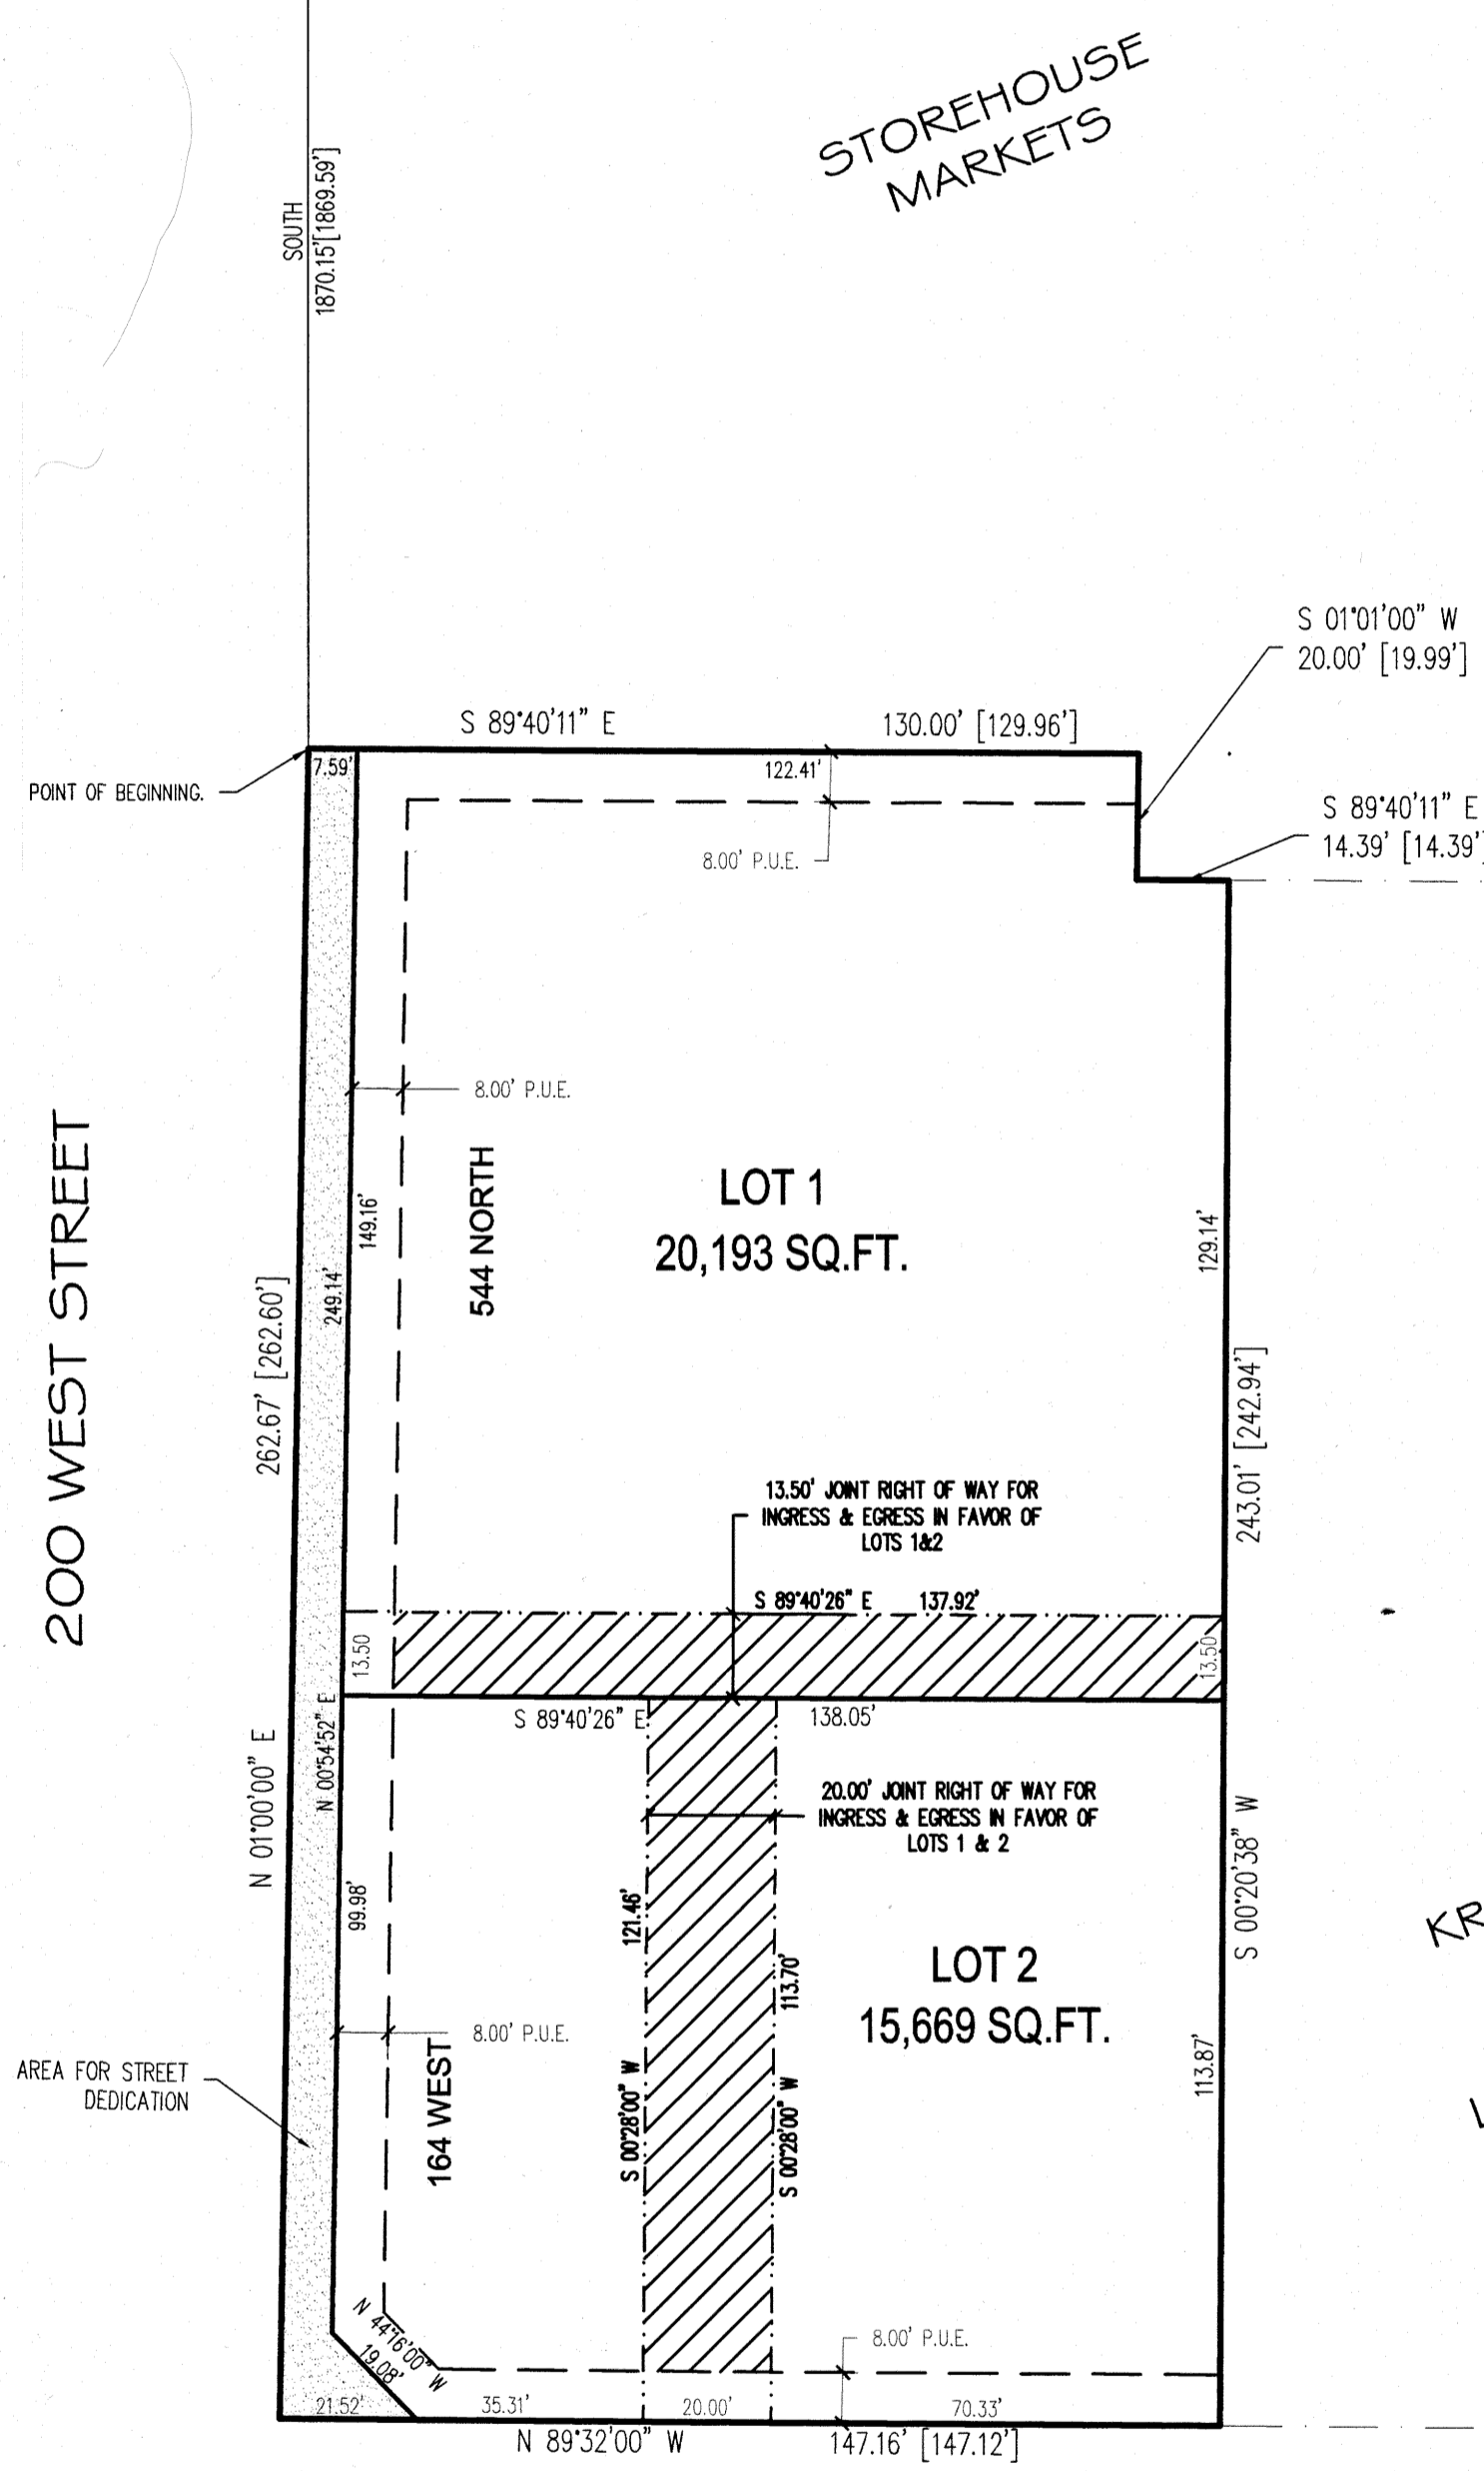 STOREHOUSE
MARKETS
SOUTH
1870.15'[1869.59']
S 01°01'00" W
20.00' [19.99']
S 89°40'11" E
130.00' [129.96']
POINT OF BEGINNING.
7.59'
122.41'
S 89°40'11" E
14.39' [14.39'
8.00' P.U.E.
8.00' P.U.E.
200 WEST STREET
544 NORTH
LOT 1
20,193 SQ.FT.
149.16'
249.14'
262.67' [262.60']
129.14'
243.01' [242.94']
13.50' JOINT RIGHT OF WAY FOR
INGRESS & EGRESS IN FAVOR OF
LOTS 1&2
S 89°40'26" E
137.92'
13.50
13.50
S 89°40'26" E
138.05'
N 00°54'52" E
N 01°00'00" E
20.00' JOINT RIGHT OF WAY FOR
INGRESS & EGRESS IN FAVOR OF
LOTS 1 & 2
S 00°20'38" W
99.98'
121.46'
113.70'
KR
LOT 2
15,669 SQ.FT.
8.00' P.U.E.
164 WEST
S 00°28'00" W
S 00°28'00" W
113.87'
AREA FOR STREET
DEDICATION
N 44°16'00" W
19.08'
8.00' P.U.E.
21.52'
35.31'
20.00'
70.33'
N 89°32'00" W
147.16' [147.12']